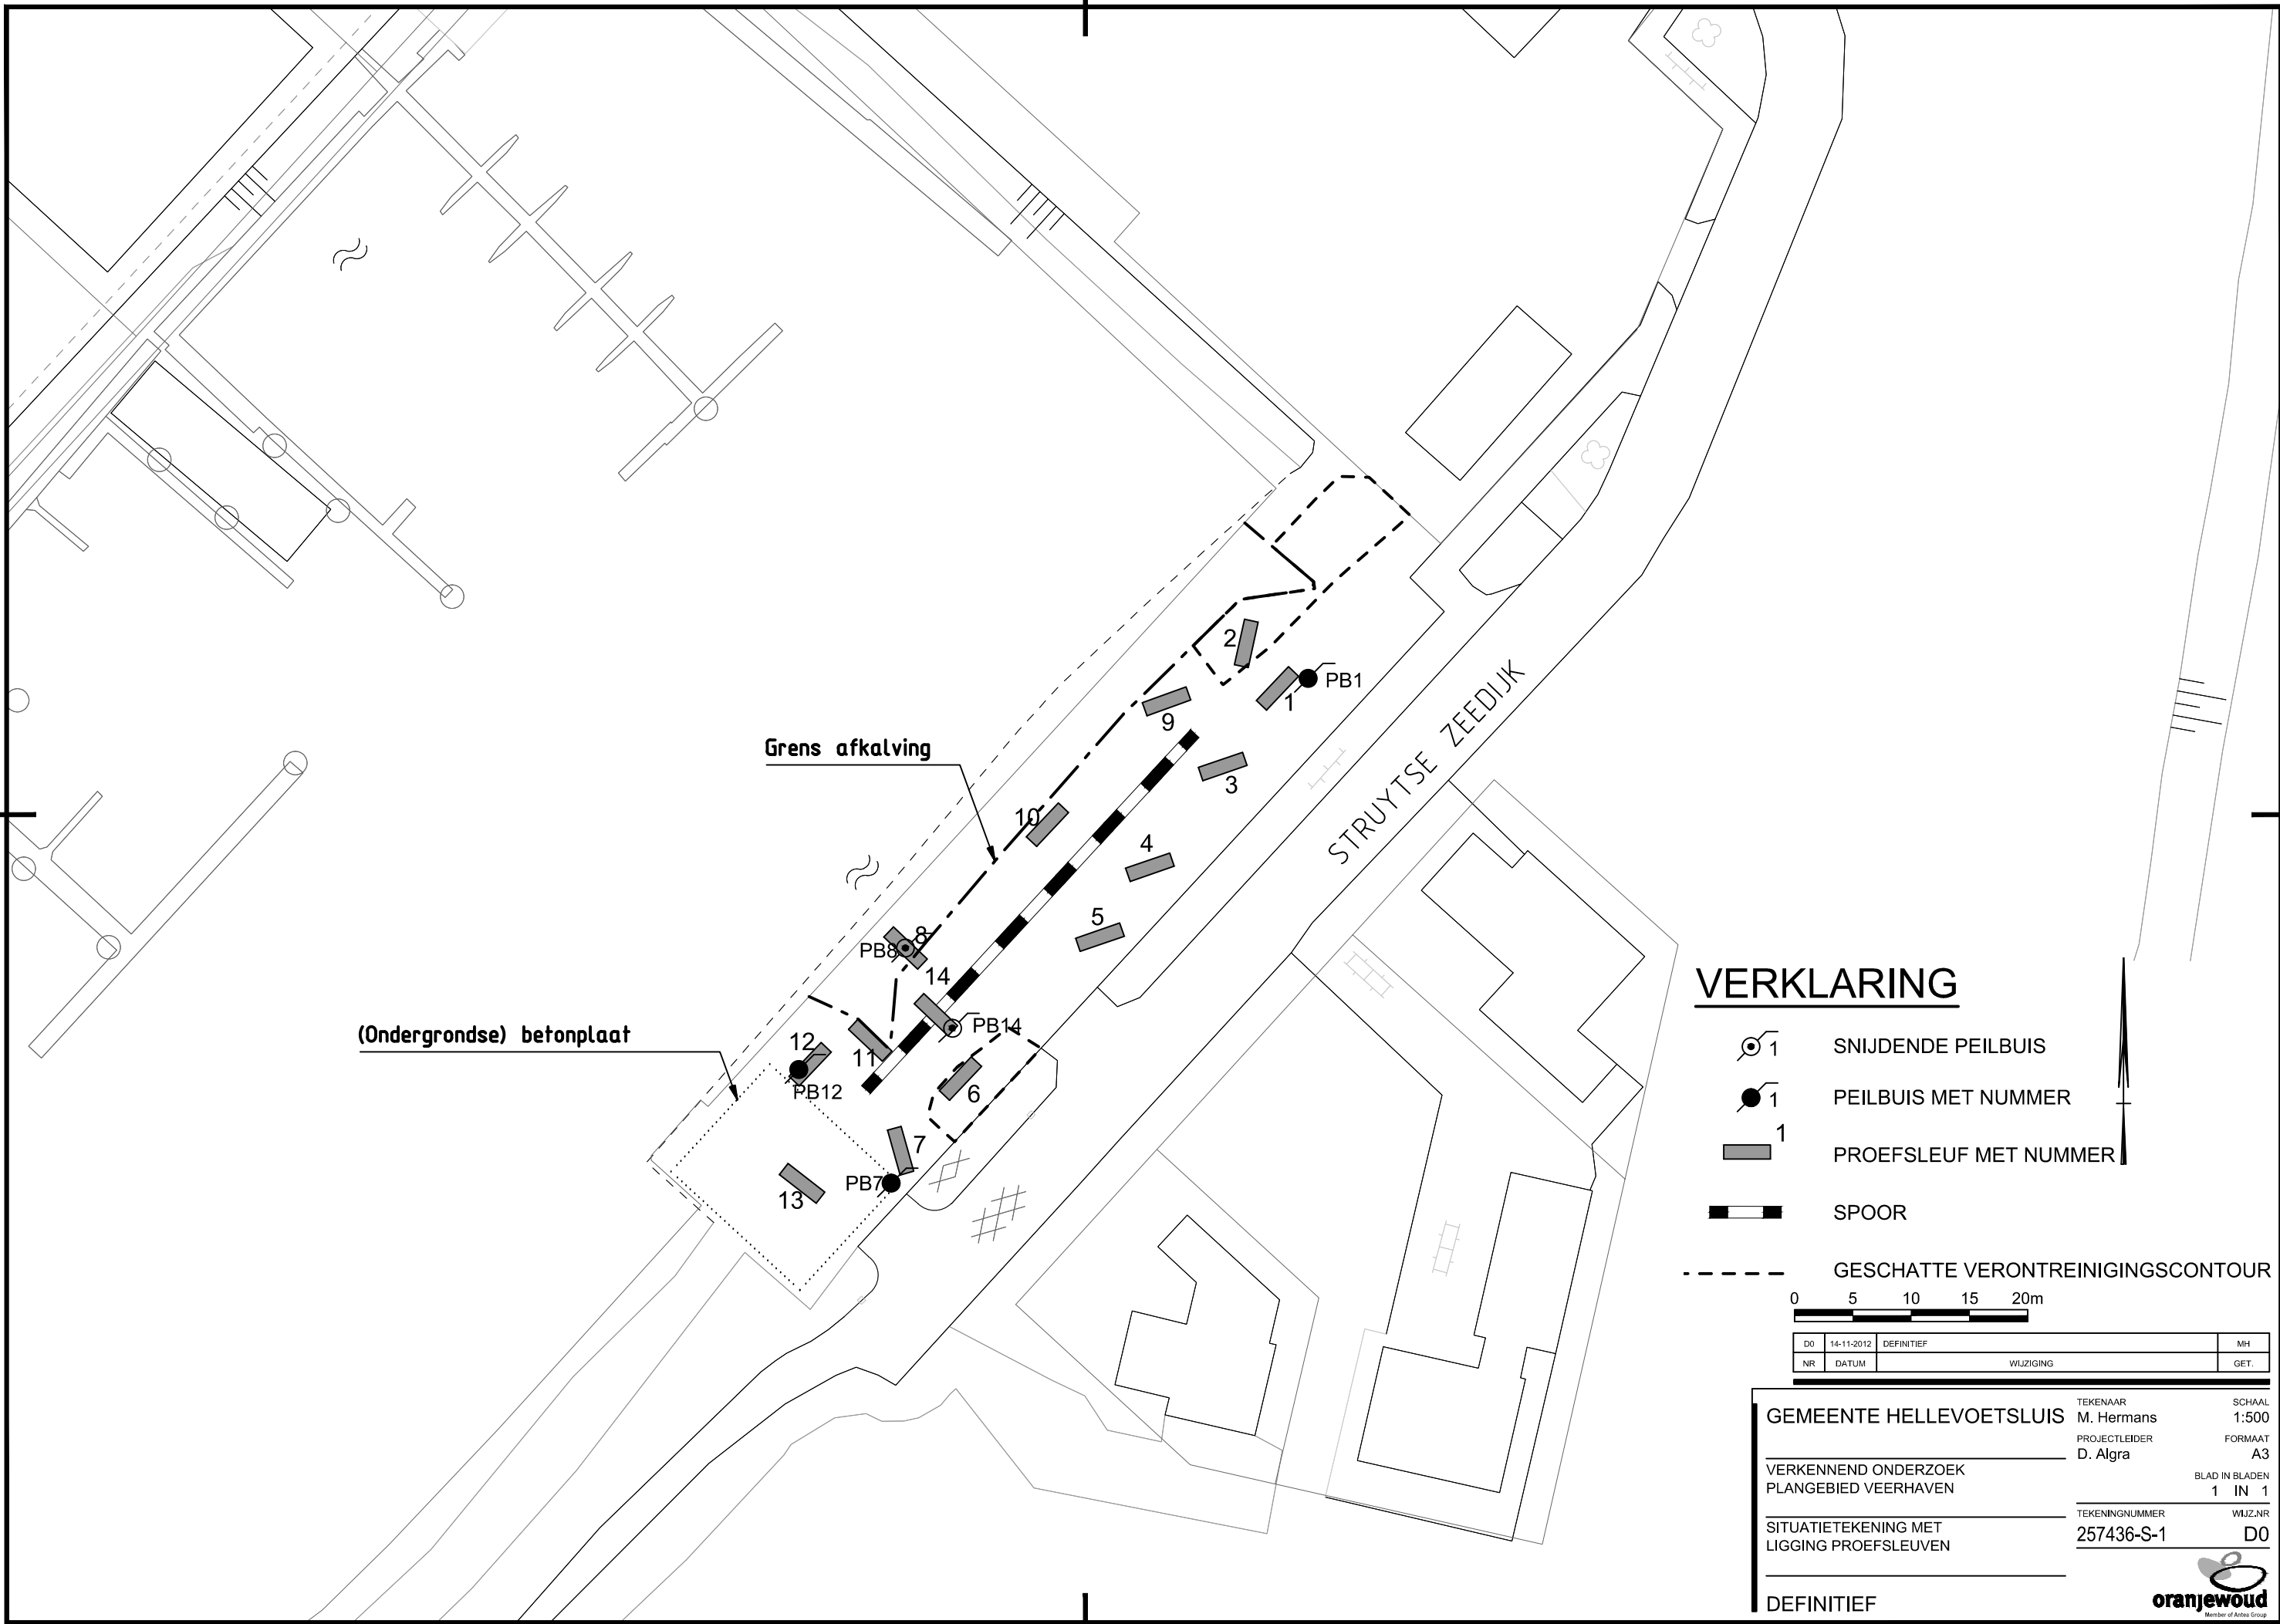 2
PB1
1
9
3
Grens afkalving
10
4
STRUYTSE ZEEDIJK
5
8
PB8
14
PB14
(Ondergrondse) betonplaat
12
11
PB12
6
7
PB7
13
VERKLARING
1 SNIJDENDE PEILBUIS
1 PEILBUIS MET NUMMER
1
PROEFSLEUF MET NUMMER
SPOOR
GESCHATTE VERONTREINIGINGSCONTOUR
0 5 10 15 20m
D0 14-11-2012 DEFINITIEF MH
NR DATUM WIJZIGING GET.
GEMEENTE HELLEVOETSLUIS
TEKENAAR SCHAAL
M. Hermans 1:500
PROJECTLEIDER FORMAAT
D. Algra A3
VERKENNEND ONDERZOEK
PLANGEBIED VEERHAVEN
BLAD IN BLADEN
1 IN 1
TEKENINGNUMMER WIJZ.NR
257436-S-1 D0
SITUATIETEKENING MET
LIGGING PROEFSLEUVEN
DEFINITIEF
oranjewoud
Member of Antea Group